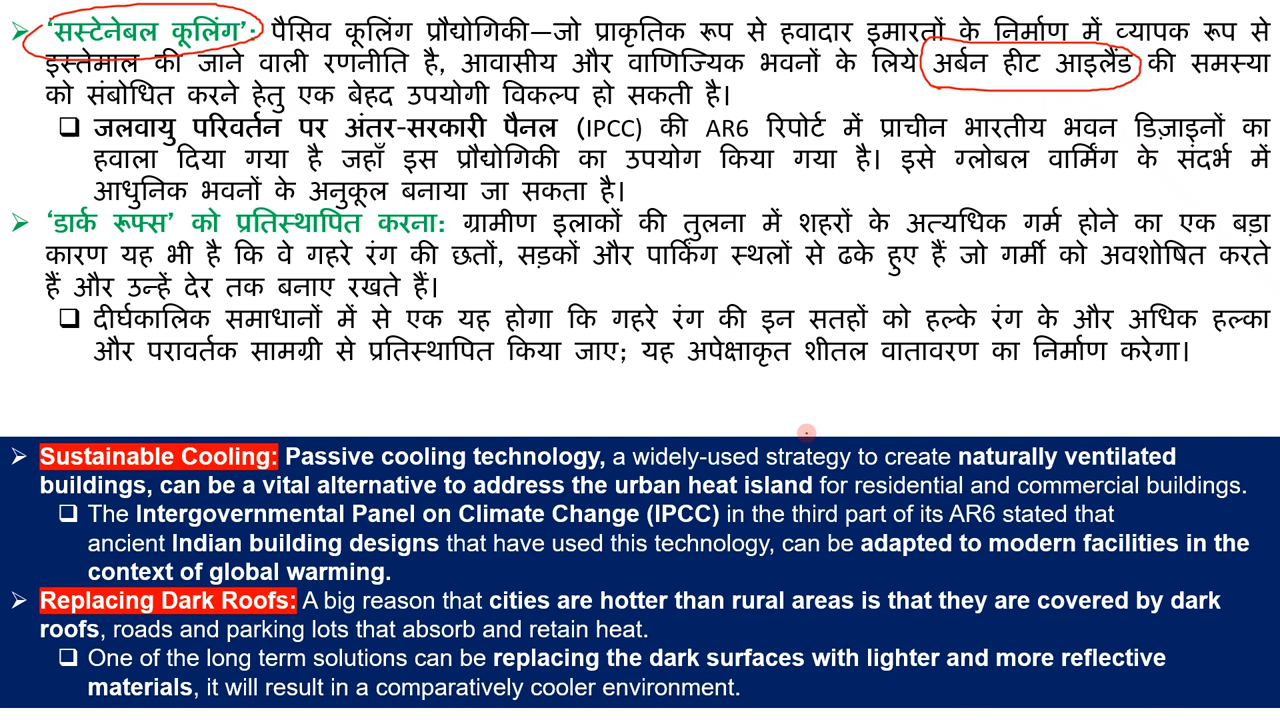 ➢ ‘सस्टेनेबल कूलिंग’: पैसिव कूलिंग प्रौद्योगिकी—जो प्राकृतिक रूप से हवादार इमारतों के निर्माण में व्यापक रूप से
इस्तेमाल की जाने वाली रणनीति है, आवासीय और वाणिज्यिक भवनों के लिये अर्बन हीट आइलैंड की समस्या
को संबोधित करने हेतु एक बेहद उपयोगी विकल्प हो सकती है।
❑ जलवायु परिवर्तन पर अंतर-सरकारी पैनल (IPCC) की AR6 रिपोर्ट में प्राचीन भारतीय भवन डिज़ाइनों का
हवाला दिया गया है जहाँ इस प्रौद्योगिकी का उपयोग किया गया है। इसे ग्लोबल वार्मिंग के संदर्भ में
आधुनिक भवनों के अनुकूल बनाया जा सकता है।
➢ ‘डार्क रूफ्स’ को प्रतिस्थापित करना: ग्रामीण इलाकों की तुलना में शहरों के अत्यधिक गर्म होने का एक बड़ा
कारण यह भी है कि वे गहरे रंग की छतों, सड़कों और पार्किंग स्थलों से ढके हुए हैं जो गर्मी को अवशोषित करते
हैं और उन्हें देर तक बनाए रखते हैं।
❑ दीर्घकालिक समाधानों में से एक यह होगा कि गहरे रंग की इन सतहों को हल्के रंग के और अधिक हल्का
और परावर्तक सामग्री से प्रतिस्थापित किया जाए; यह अपेक्षाकृत शीतल वातावरण का निर्माण करेगा।
➢ Sustainable Cooling: Passive cooling technology, a widely-used strategy to create naturally ventilated
buildings, can be a vital alternative to address the urban heat island for residential and commercial buildings.
❑ The Intergovernmental Panel on Climate Change (IPCC) in the third part of its AR6 stated that
ancient Indian building designs that have used this technology, can be adapted to modern facilities in the
context of global warming.
➢ Replacing Dark Roofs: A big reason that cities are hotter than rural areas is that they are covered by dark
roofs, roads and parking lots that absorb and retain heat.
❑ One of the long term solutions can be replacing the dark surfaces with lighter and more reflective
materials, it will result in a comparatively cooler environment.